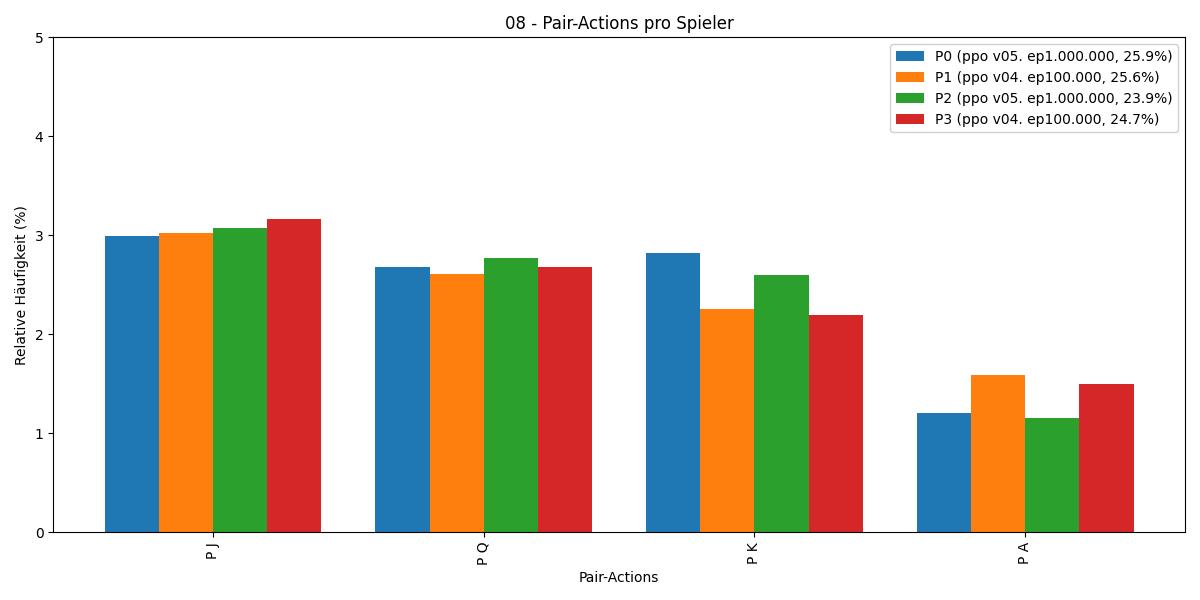 08 - Pair-Actions pro Spieler
5
4
3
2
1
0
Relative Häufigkeit (%)
P0 (ppo v05. ep1.000.000, 25.9%)
P1 (ppo v04. ep100.000, 25.6%)
P2 (ppo v05. ep1.000.000, 23.9%)
P3 (ppo v04. ep100.000, 24.7%)
P J
P Q
P K
P A
Pair-Actions